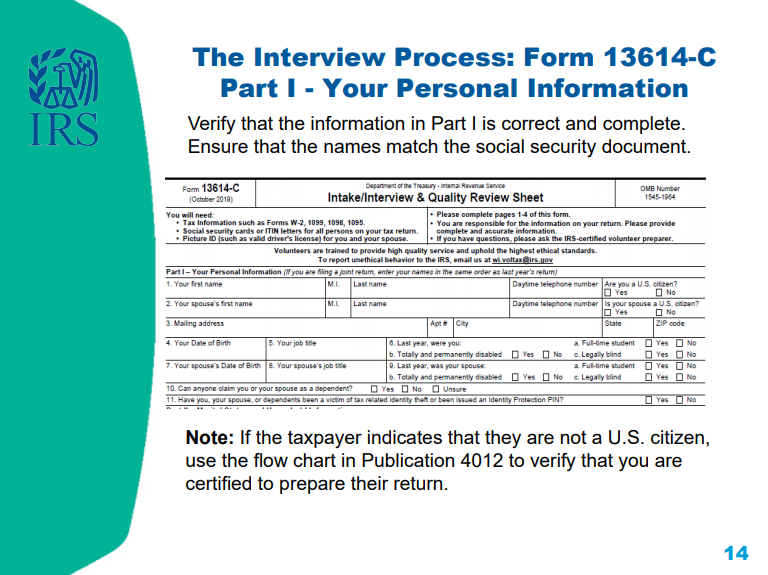 IRS
The Interview Process: Form 13614-C
Part I - Your Personal Information
Verify that the information in Part I is correct and complete.
Ensure that the names match the social security document.
Form 13614-C
(October 2019)
Department of the Treasury - Internal Revenue Service
Intake/Interview & Quality Review Sheet
OMB Number
1545-1964
You will need:
• Tax Information such as Forms W-2, 1099, 1098, 1095.
• Social security cards or ITIN letters for all persons on your tax return.
• Picture ID (such as valid driver's license) for you and your spouse.
• Please complete pages 1-4 of this form.
• You are responsible for the information on your return. Please provide
complete and accurate information.
• If you have questions, please ask the IRS-certified volunteer preparer.
Volunteers are trained to provide high quality service and uphold the highest ethical standards.
To report unethical behavior to the IRS, email us at wi.voltax@irs.gov
Part I – Your Personal Information (If you are filing a joint return, enter your names in the same order as last year's return)
1. Your first name M.I. Last name Daytime telephone number Are you a U.S. citizen?
Yes No
2. Your spouse's first name M.I. Last name Daytime telephone number Is your spouse a U.S. citizen?
Yes No
3. Mailing address Apt # City State ZIP code
4. Your Date of Birth 5. Your job title 6. Last year, were you: a. Full-time student Yes No
b. Totally and permanently disabled Yes No c. Legally blind Yes No
7. Your spouse's Date of Birth 8. Your spouse's job title 9. Last year, was your spouse: a. Full-time student Yes No
b. Totally and permanently disabled Yes No c. Legally blind Yes No
10. Can anyone claim you or your spouse as a dependent? Yes No Unsure
11. Have you, your spouse, or dependents been a victim of tax related identity theft or been issued an Identity Protection PIN? Yes No
Note: If the taxpayer indicates that they are not a U.S. citizen,
use the flow chart in Publication 4012 to verify that you are
certified to prepare their return.
14